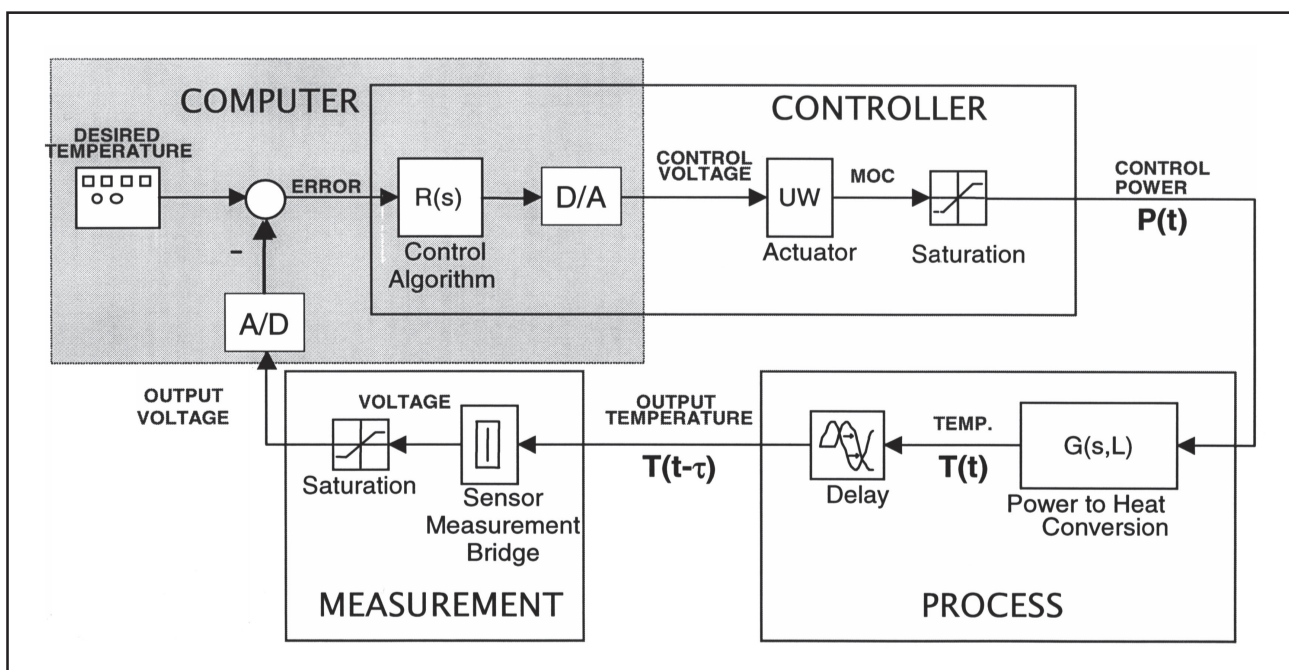 COMPUTER
CONTROLLER
DESIRED
TEMPERATURE
ERROR
R(s)
Control
Algorithm
D/A
CONTROL
VOLTAGE
UW
Actuator
MOC
Saturation
CONTROL
POWER
P(t)
–
A/D
OUTPUT
VOLTAGE
VOLTAGE
Saturation
Sensor
Measurement
Bridge
MEASUREMENT
OUTPUT
TEMPERATURE
T(t-τ)
Delay
TEMP.
T(t)
G(s,L)
Power to Heat
Conversion
PROCESS